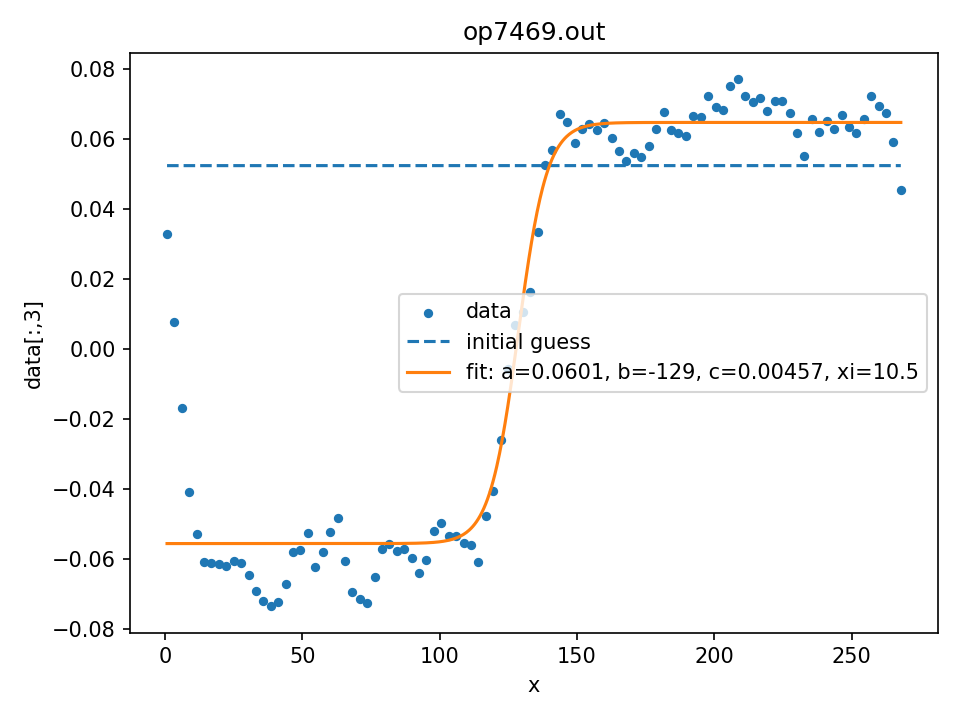 op7469.out
0.08
0.06
0.04
0.02
0.00
−0.02
−0.04
−0.06
−0.08
data[:,3]
data
initial guess
fit: a=0.0601, b=-129, c=0.00457, xi=10.5
0 50 100 150 200 250
x